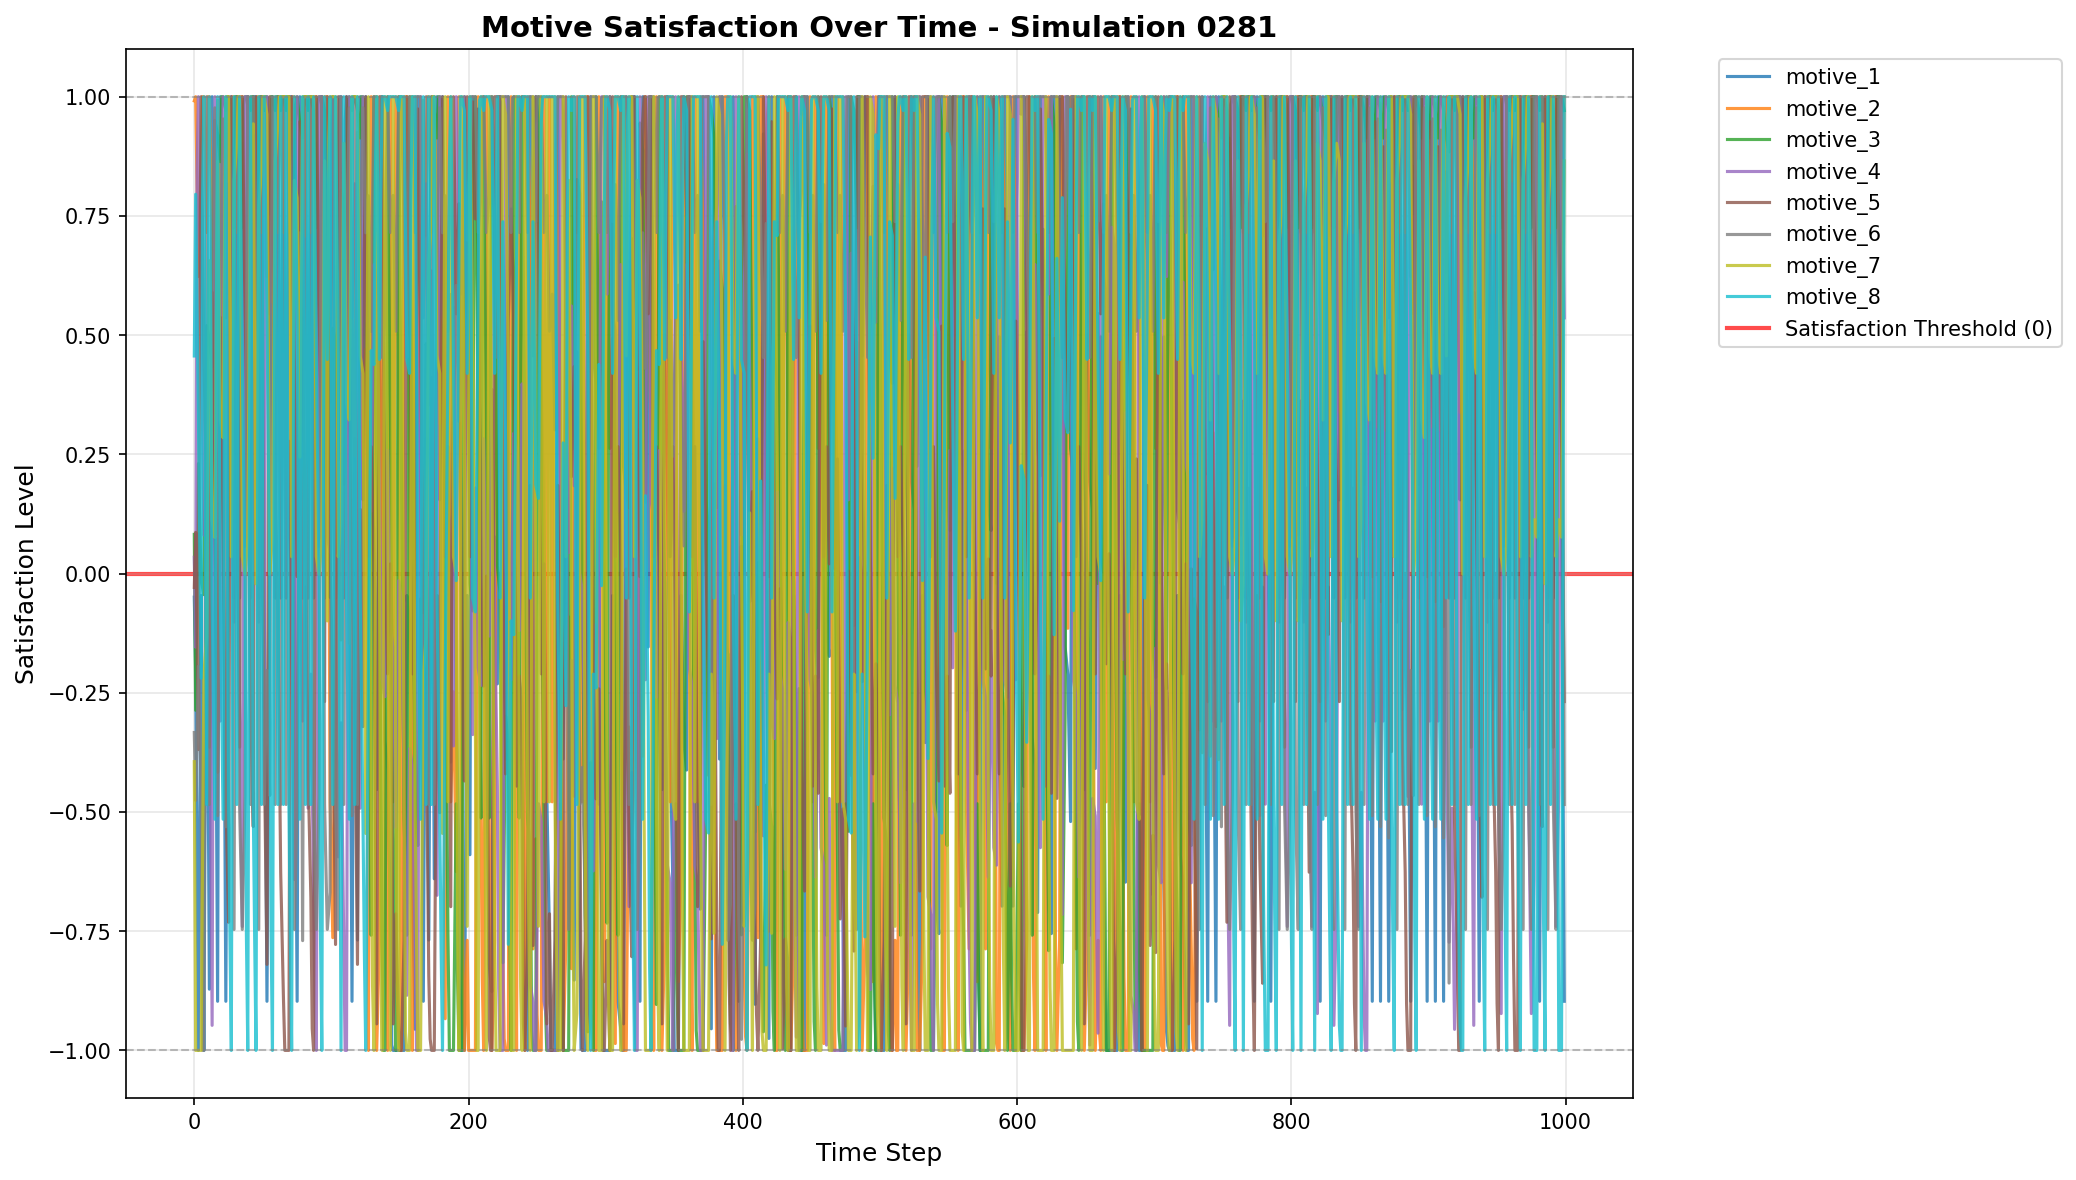 Motive Satisfaction Over Time - Simulation 0281
1.00
0.75
0.50
0.25
0.00
−0.25
−0.50
−0.75
−1.00
Satisfaction Level
0
200
400
600
800
1000
Time Step
motive_1
motive_2
motive_3
motive_4
motive_5
motive_6
motive_7
motive_8
Satisfaction Threshold (0)